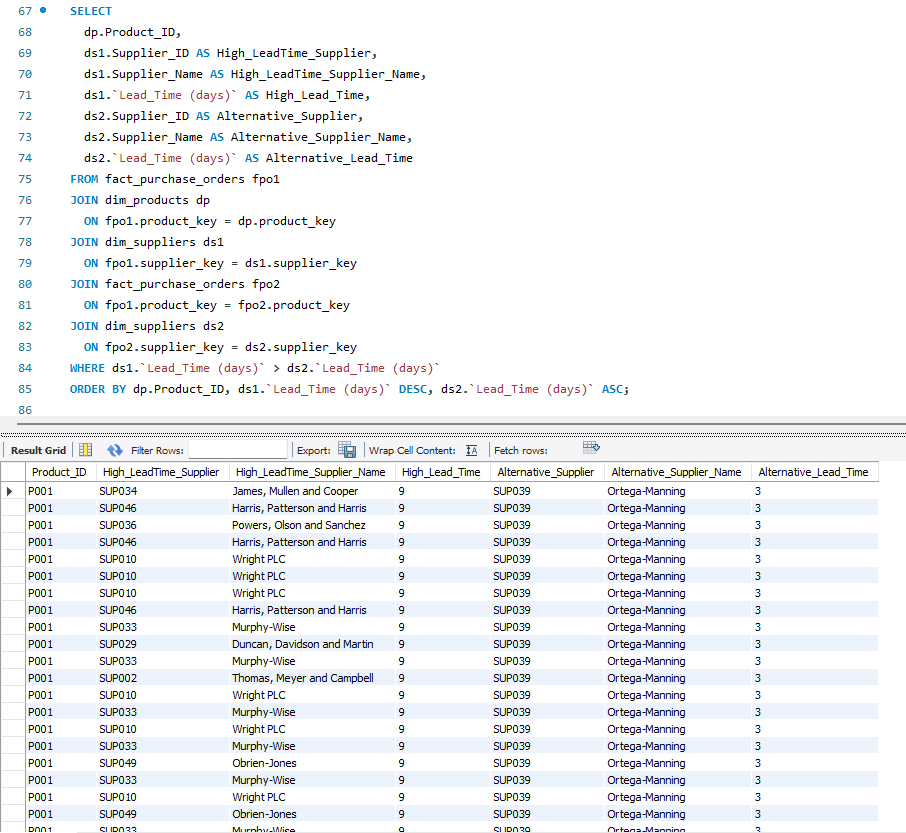 67 SELECT
68 dp.Product_ID,
69 ds1.Supplier_ID AS High_LeadTime_Supplier,
70 ds1.Supplier_Name AS High_LeadTime_Supplier_Name,
71 ds1.`Lead_Time (days)` AS High_Lead_Time,
72 ds2.Supplier_ID AS Alternative_Supplier,
73 ds2.Supplier_Name AS Alternative_Supplier_Name,
74 ds2.`Lead_Time (days)` AS Alternative_Lead_Time
75 FROM fact_purchase_orders fpo1
76 JOIN dim_products dp
77 ON fpo1.product_key = dp.product_key
78 JOIN dim_suppliers ds1
79 ON fpo1.supplier_key = ds1.supplier_key
80 JOIN fact_purchase_orders fpo2
81 ON fpo1.product_key = fpo2.product_key
82 JOIN dim_suppliers ds2
83 ON fpo2.supplier_key = ds2.supplier_key
84 WHERE ds1.`Lead_Time (days)` > ds2.`Lead_Time (days)`
85 ORDER BY dp.Product_ID, ds1.`Lead_Time (days)` DESC, ds2.`Lead_Time (days)` ASC;
86
Result Grid Filter Rows: Export: Wrap Cell Content: Fetch rows:
Product_ID High_LeadTime_Supplier High_LeadTime_Supplier_Name High_Lead_Time Alternative_Supplier Alternative_Supplier_Name Alternative_Lead_Time
P001 SUP034 James, Mullen and Cooper 9 SUP039 Ortega-Manning 3
P001 SUP046 Harris, Patterson and Harris 9 SUP039 Ortega-Manning 3
P001 SUP036 Powers, Olson and Sanchez 9 SUP039 Ortega-Manning 3
P001 SUP046 Harris, Patterson and Harris 9 SUP039 Ortega-Manning 3
P001 SUP010 Wright PLC 9 SUP039 Ortega-Manning 3
P001 SUP010 Wright PLC 9 SUP039 Ortega-Manning 3
P001 SUP010 Wright PLC 9 SUP039 Ortega-Manning 3
P001 SUP046 Harris, Patterson and Harris 9 SUP039 Ortega-Manning 3
P001 SUP033 Murphy-Wise 9 SUP039 Ortega-Manning 3
P001 SUP029 Duncan, Davidson and Martin 9 SUP039 Ortega-Manning 3
P001 SUP033 Murphy-Wise 9 SUP039 Ortega-Manning 3
P001 SUP002 Thomas, Meyer and Campbell 9 SUP039 Ortega-Manning 3
P001 SUP010 Wright PLC 9 SUP039 Ortega-Manning 3
P001 SUP033 Murphy-Wise 9 SUP039 Ortega-Manning 3
P001 SUP010 Wright PLC 9 SUP039 Ortega-Manning 3
P001 SUP033 Murphy-Wise 9 SUP039 Ortega-Manning 3
P001 SUP049 Obrien-Jones 9 SUP039 Ortega-Manning 3
P001 SUP033 Murphy-Wise 9 SUP039 Ortega-Manning 3
P001 SUP010 Wright PLC 9 SUP039 Ortega-Manning 3
P001 SUP049 Obrien-Jones 9 SUP039 Ortega-Manning 3
P001 SUP033 Murphy-Wise 9 SUP039 Ortega-Manning 3